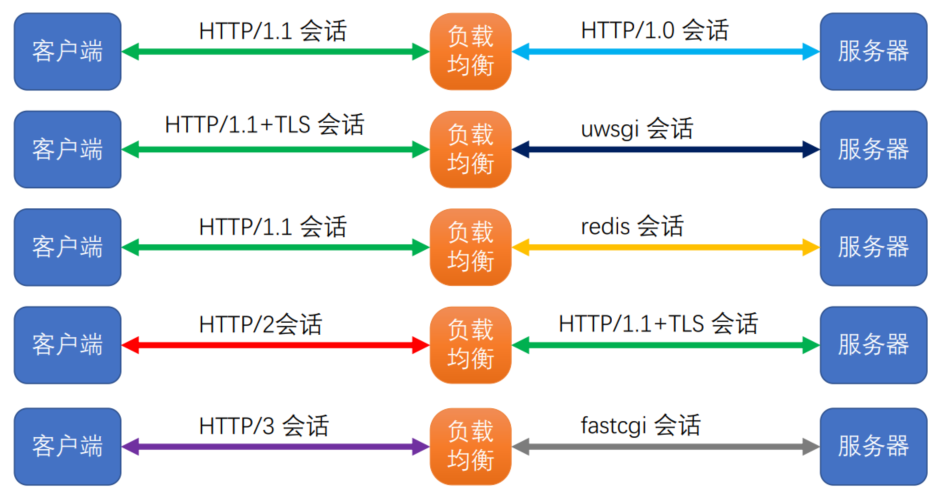 HTTP/1.1 会话
HTTP/1.0 会话
客户端
负载
均衡
服务器
HTTP/1.1+TLS 会话
uwsgi 会话
客户端
负载
均衡
服务器
HTTP/1.1 会话
redis 会话
客户端
负载
均衡
服务器
HTTP/2会话
HTTP/1.1+TLS 会话
客户端
负载
均衡
服务器
HTTP/3 会话
fastcgi 会话
客户端
负载
均衡
服务器